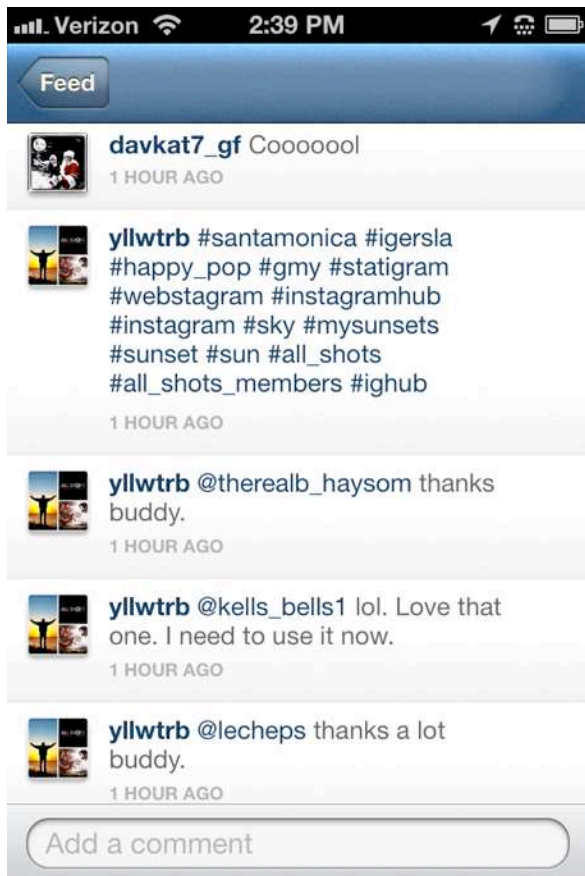 Verizon 2:39 PM
Feed
davkat7_gf Cooooool
1 HOUR AGO
yllwtrb #santamonica #igersla
#happy_pop #gmy #statigram
#webstagram #instagramhub
#instagram #sky #mysunsets
#sunset #sun #all_shots
#all_shots_members #ighub
1 HOUR AGO
yllwtrb @therealb_haysom thanks
buddy.
1 HOUR AGO
yllwtrb @kells_bells1 lol. Love that
one. I need to use it now.
1 HOUR AGO
yllwtrb @lecheps thanks a lot
buddy.
1 HOUR AGO
Add a comment